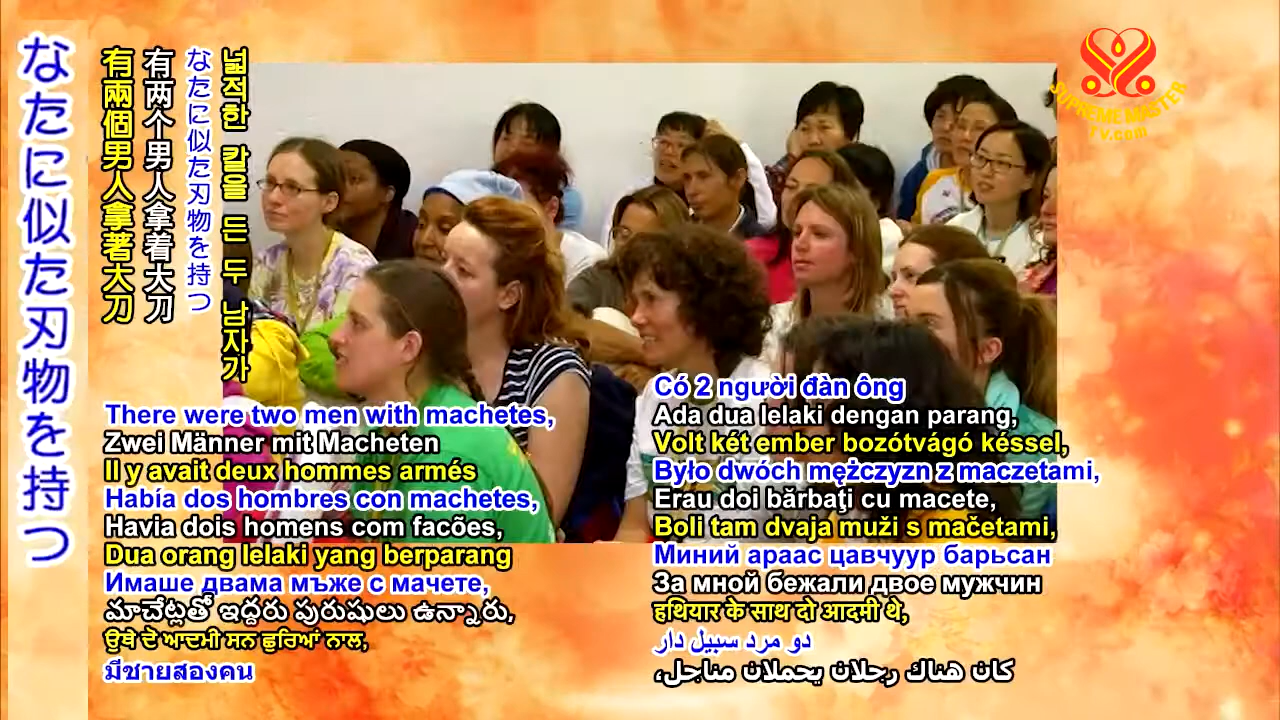 なたに似た刃物を持つ
有兩個男人拿著大刀
有两个男人拿着大刀
なたに似た刃物を持つ
넓적한 칼을 든 두 남자가
SUPREME MASTER
TV.com
There were two men with machetes,
Zwei Männer mit Macheten
Il y avait deux hommes armés
Había dos hombres con machetes,
Havia dois homens com facões,
Dua orang lelaki yang berparang
Имаше двама мъже с мачете,
మాచేట్లతో ఇద్దరు పురుషులు ఉన్నారు,
ਉਥੇ ਦੋ ਆਦਮੀ ਸਨ ਛੁਰਿਆਂ ਨਾਲ,
มีชายสองคน
Có 2 người đàn ông
Ada dua lelaki dengan parang,
Volt két ember bozótvágó késsel,
Było dwóch mężczyzn z maczetami,
Erau doi bărbaţi cu macete,
Boli tam dvaja muži s mačetami,
Миний араас цавчуур барьсан
За мной бежали двое мужчин
हथियार के साथ दो आदमी थे,
دو مرد سبیل دار
كان هناك رجلان يحملان مناجل،